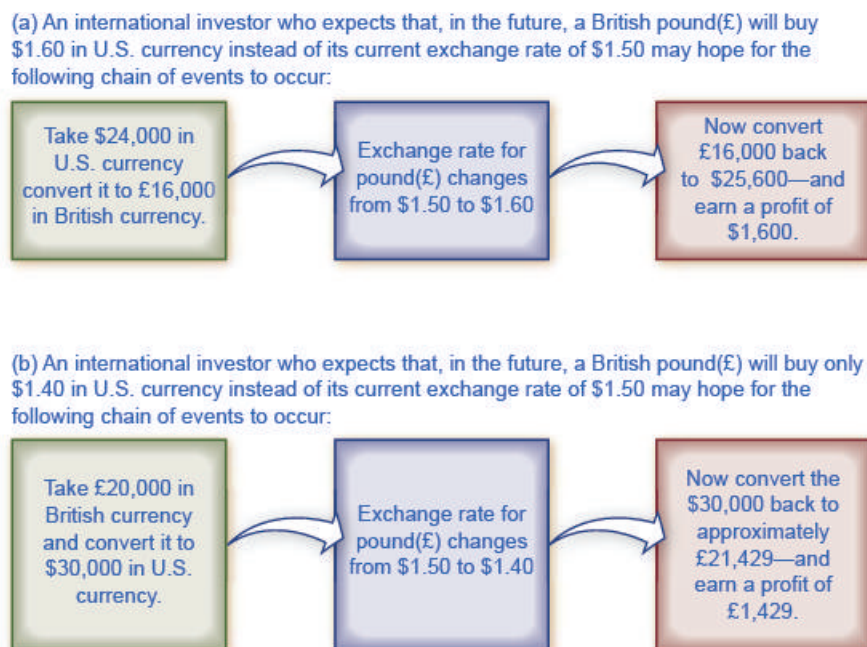 (a) An international investor who expects that, in the future, a British pound(£) will buy
$1.60 in U.S. currency instead of its current exchange rate of $1.50 may hope for the
following chain of events to occur:
Take $24,000 in
U.S. currency
convert it to £16,000
in British currency.
Exchange rate for
pound(£) changes
from $1.50 to $1.60
Now convert
£16,000 back
to $25,600—and
earn a profit of
$1,600.
(b) An international investor who expects that, in the future, a British pound(£) will buy only
$1.40 in U.S. currency instead of its current exchange rate of $1.50 may hope for the
following chain of events to occur:
Take £20,000 in
British currency
and convert it to
$30,000 in U.S.
currency.
Exchange rate for
pound(£) changes
from $1.50 to $1.40
Now convert the
$30,000 back to
approximately
£21,429—and
earn a profit of
£1,429.